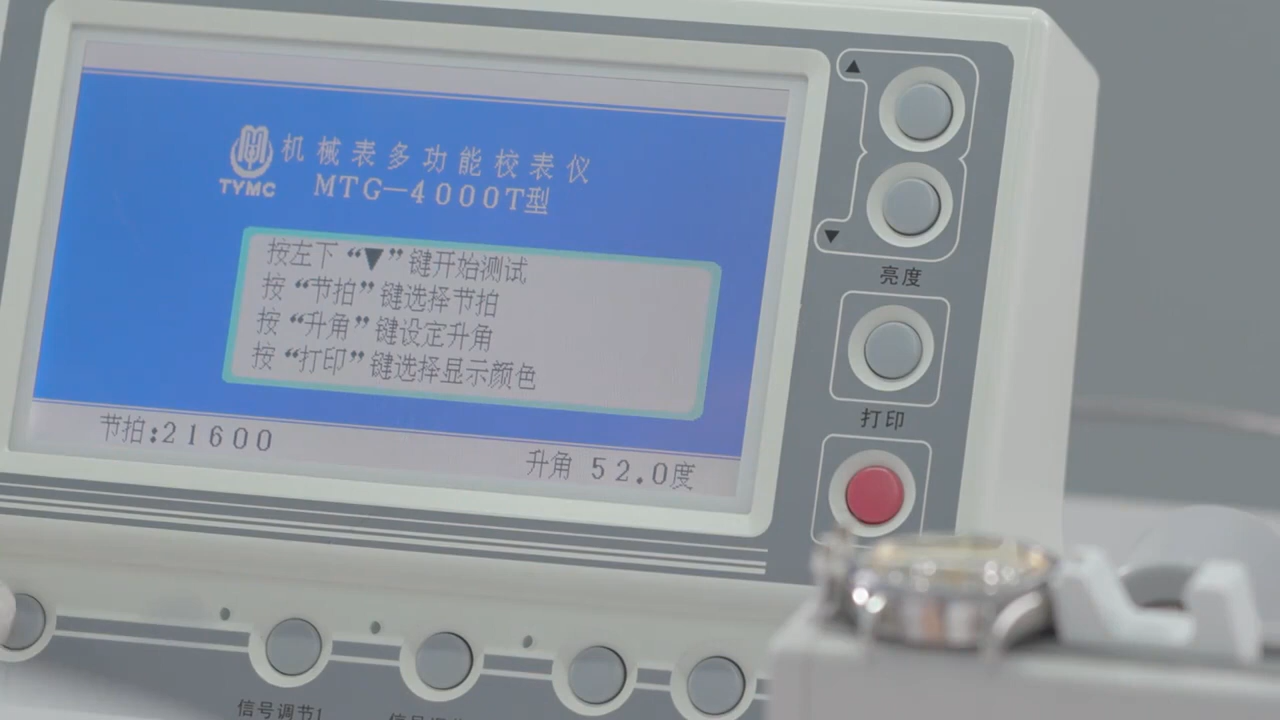 机械表多功能校表仪
TYMC
MTG-4000T型
按左下“▼”键开始测试
按“节拍”键选择节拍
按“升角”键设定升角
按“打印”键选择显示颜色
节拍:21600
升角 52.0度
▲
▼
亮度
打印
信号调节1